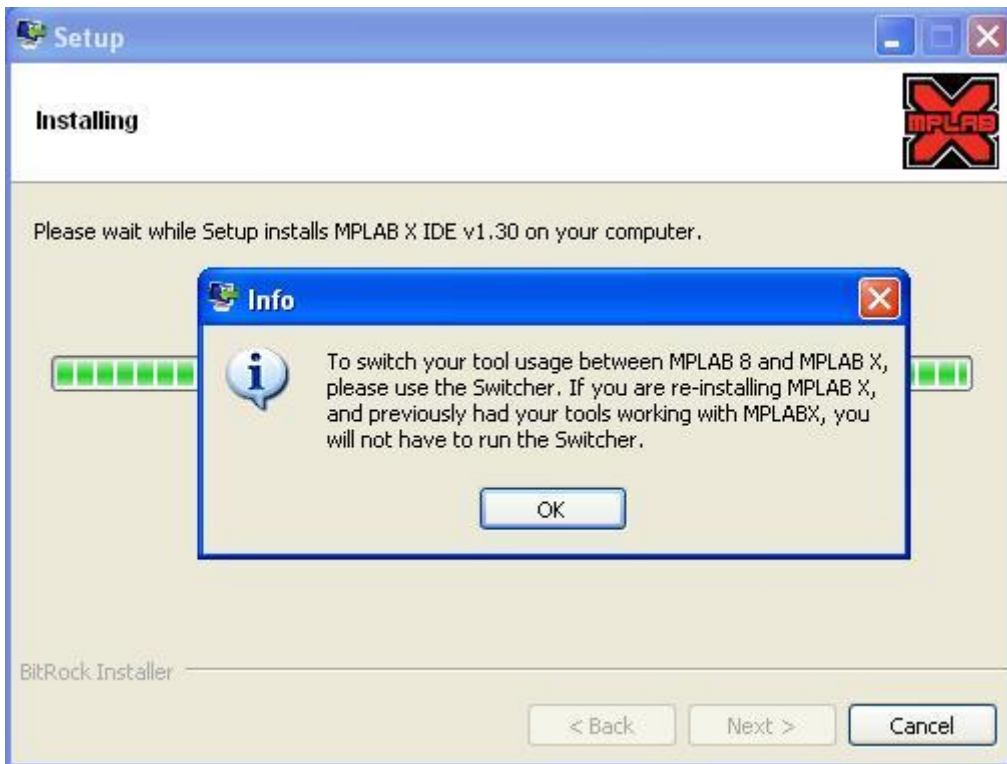 Setup
Installing
MPLAB
Please wait while Setup installs MPLAB X IDE v1.30 on your computer.
Info
To switch your tool usage between MPLAB 8 and MPLAB X,
please use the Switcher. If you are re-installing MPLAB X,
and previously had your tools working with MPLABX, you
will not have to run the Switcher.
OK
BitRock Installer
< Back
Next >
Cancel